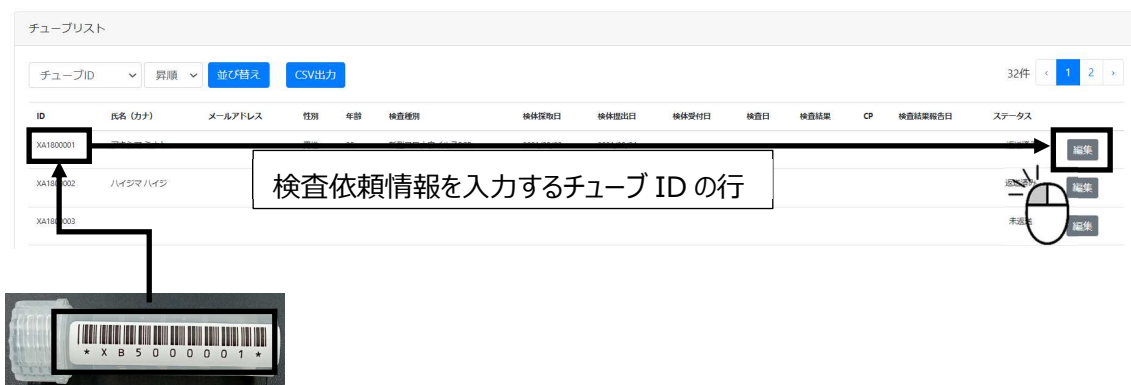 チューブリスト
チューブID 昇順 並び替え CSV出力 32件 ‹ 1 2 ›
ID 氏名（カナ） メールアドレス 性別 年齢 検査種別 検体採取日 検体提出日 検体受付日 検査日 検査結果 CP 検査結果報告日 ステータス
XA1800001 編集
検査依頼情報を入力するチューブ ID の行
XA1800002 ハイジマ ハイジ 返送済み 編集
XA1800003 未返送 編集
* X B 5 0 0 0 0 0 1 *